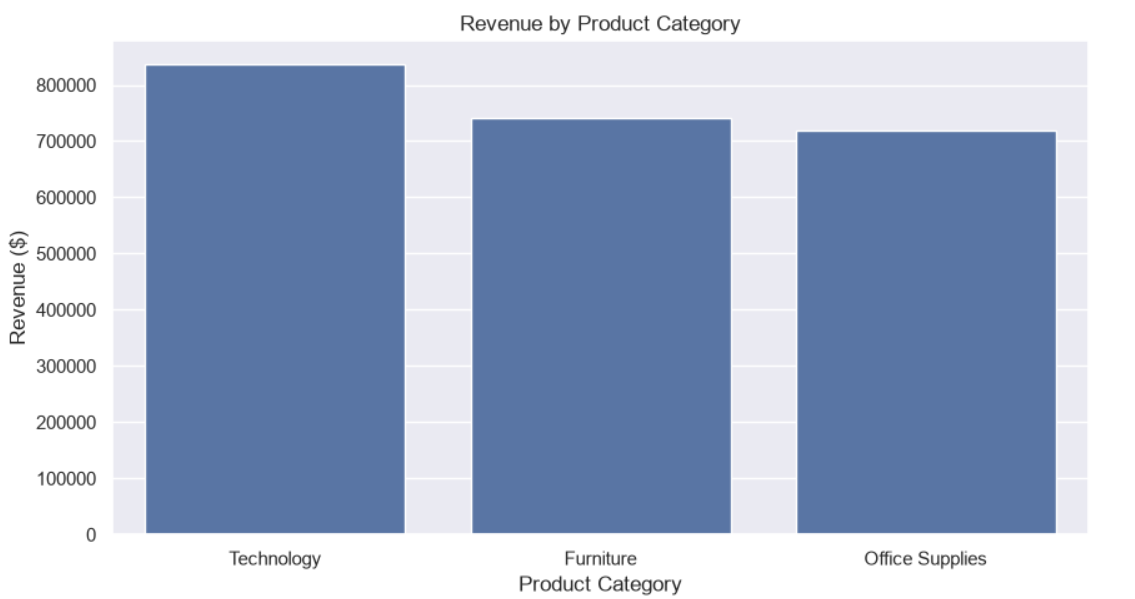 Revenue by Product Category
Revenue ($)
800000
700000
600000
500000
400000
300000
200000
100000
0
Technology Furniture Office Supplies
Product Category